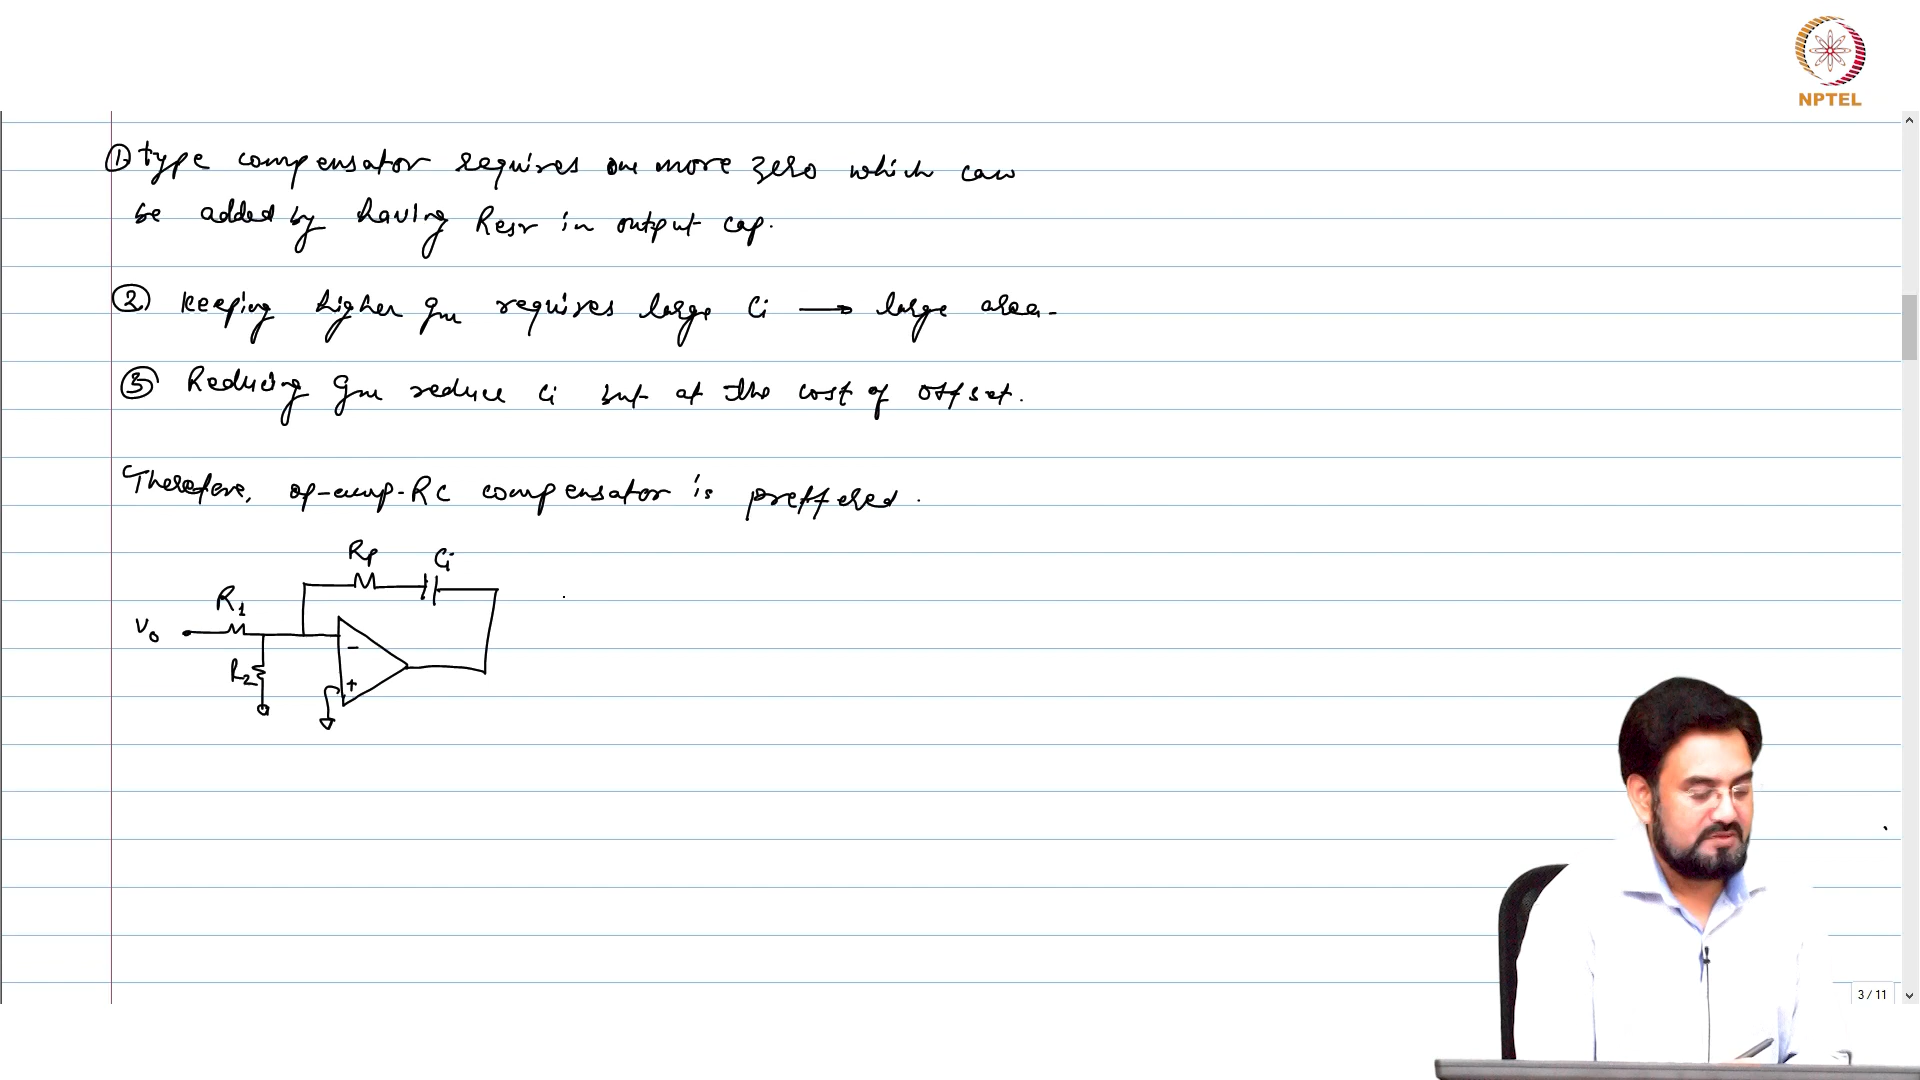 NPTEL
① type compensator requires one more zero which can
be added by having Resr in output cap.
② Keeping higher gm requires large Ci → large area.
③ Reducing gm reduce Ci but at the cost of offset.
Therefore, op-amp-RC compensator is preffered.
Rp Ci
R1
Vo
-
R2
+
3 / 11